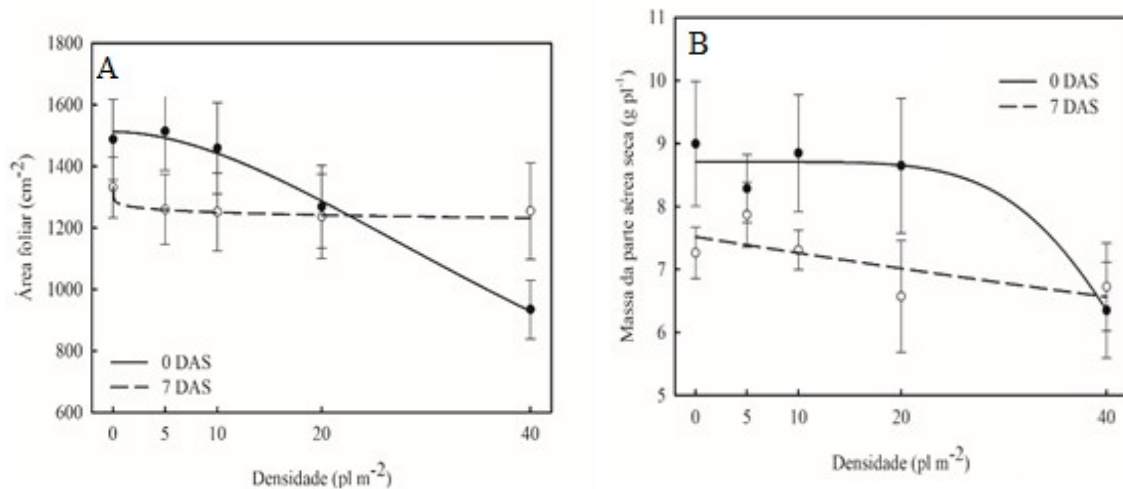 A
1800
1600
1400
1200
1000
800
600
0 5 10 20 40
Área foliar (cm⁻²)
Densidade (pl m⁻²)
0 DAS
7 DAS
B
11
10
9
8
7
6
5
0 5 10 20 40
Massa da parte aérea seca (g pl⁻¹)
Densidade (pl m⁻²)
0 DAS
7 DAS